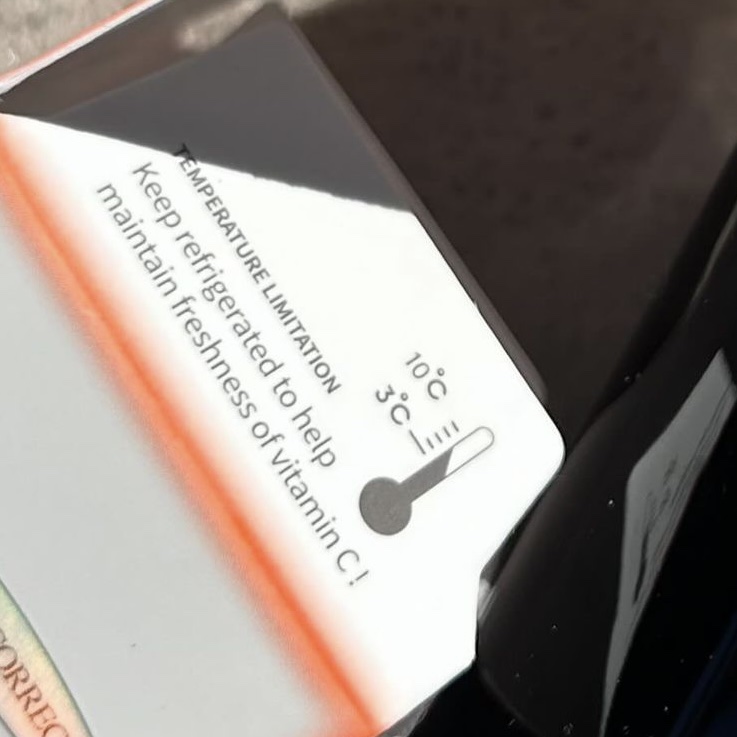 TEMPERATURE LIMITATION
Keep refrigerated to help
maintain freshness of vitamin C!
10°C
3°C